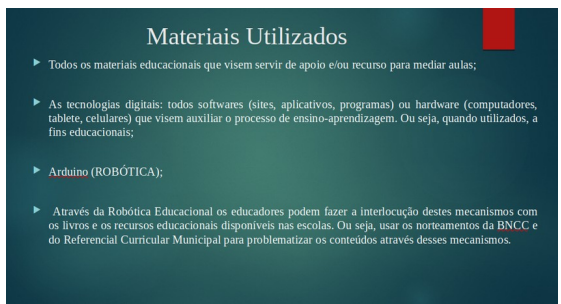 Materiais Utilizados
Todos os materiais educacionais que visem servir de apoio e/ou recurso para mediar aulas;
As tecnologias digitais: todos softwares (sites, aplicativos, programas) ou hardware (computadores,
tablete, celulares) que visem auxiliar o processo de ensino-aprendizagem. Ou seja, quando utilizados, a
fins educacionais;
Arduino (ROBÓTICA);
Através da Robótica Educacional os educadores podem fazer a interlocução destes mecanismos com
os livros e os recursos educacionais disponíveis nas escolas. Ou seja, usar os norteamentos da BNCC e
do Referencial Curricular Municipal para problematizar os conteúdos através desses mecanismos.